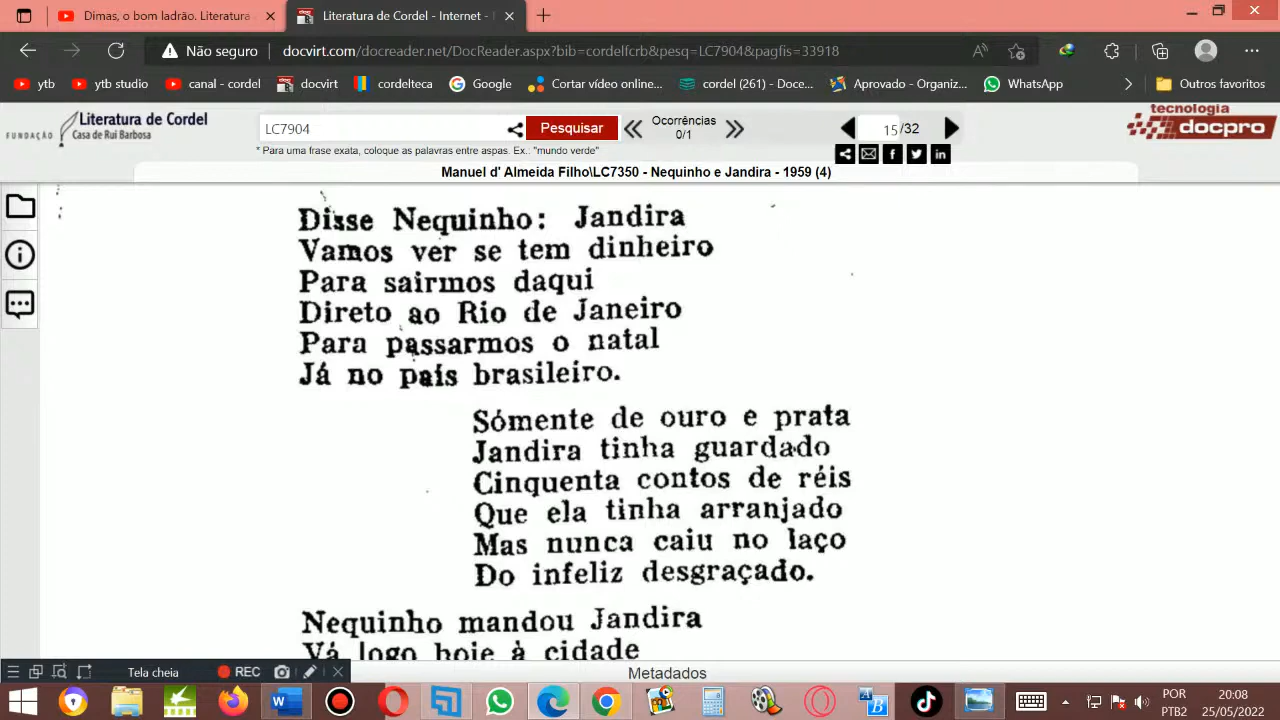 Dimas, o bom ladrão. Literatura
Literatura de Cordel - Internet -
Não seguro
docvirt.com/docreader.net/DocReader.aspx?bib=cordelfcrb&pesq=LC7904&pagfis=33918
ytb
ytb studio
canal - cordel
docvirt
cordelteca
Google
Cortar vídeo online...
cordel (261) - Doce...
Aprovado - Organiz...
WhatsApp
Outros favoritos
FUNDAÇÃO
Literatura de Cordel
Casa de Rui Barbosa
LC7904
Pesquisar
Ocorrências
0/1
15/32
tecnologia
docpro
* Para uma frase exata, coloque as palavras entre aspas. Ex.: "mundo verde"
Manuel d' Almeida Filho\LC7350 - Nequinho e Jandira - 1959 (4)
Disse Nequinho: Jandira
Vamos ver se tem dinheiro
Para sairmos daqui
Direto ao Rio de Janeiro
Para passarmos o natal
Já no país brasileiro.
Sómente de ouro e prata
Jandira tinha guardado
Cinquenta contos de réis
Que ela tinha arranjado
Mas nunca caiu no laço
Do infeliz desgraçado.
Nequinho mandou Jandira
Vá logo hoje à cidade
Tela cheia
REC
Metadados
POR
PTB2
20:08
25/05/2022